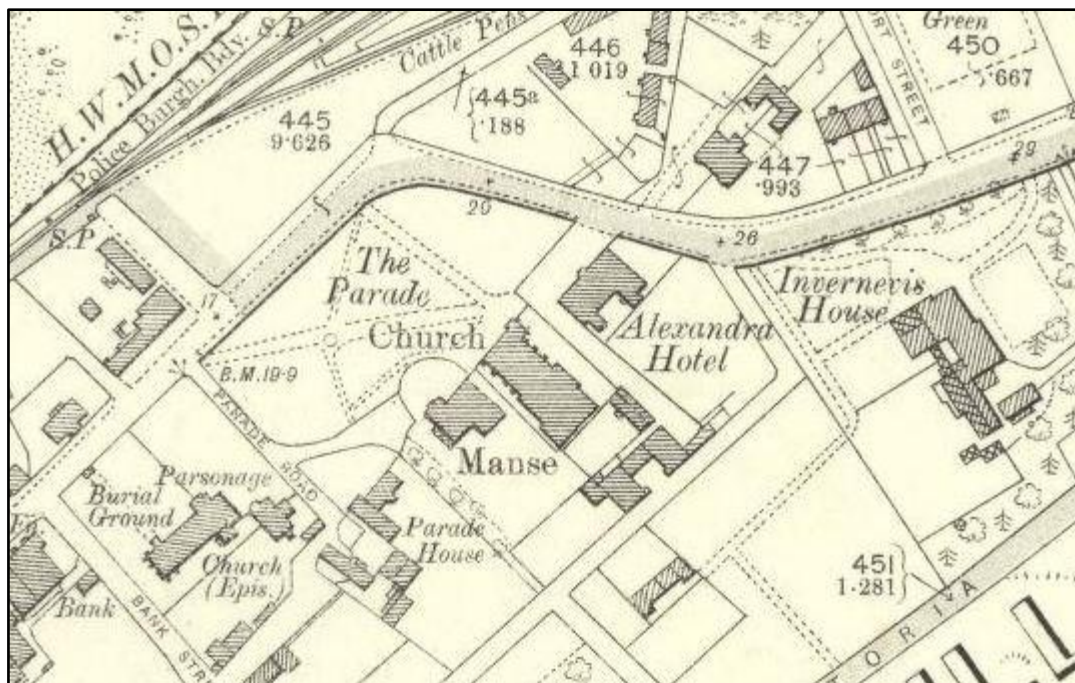 H.W.M.O.S.T.
S.P
Police Burgh. Bdy.
Cattle Pens
446
1·019
445a
·188
445
9·626
PORT STREET
Green
450
·667
447
·993
29
20
26
S.P.
17
The
Parade
B.M.19·9
Church
Alexandra
Hotel
Invernevis
House
Manse
PARADE
ROAD
Parsonage
Burial
Ground
Church
(Epis.
Parade
House
Bank
BANK
451
1·281